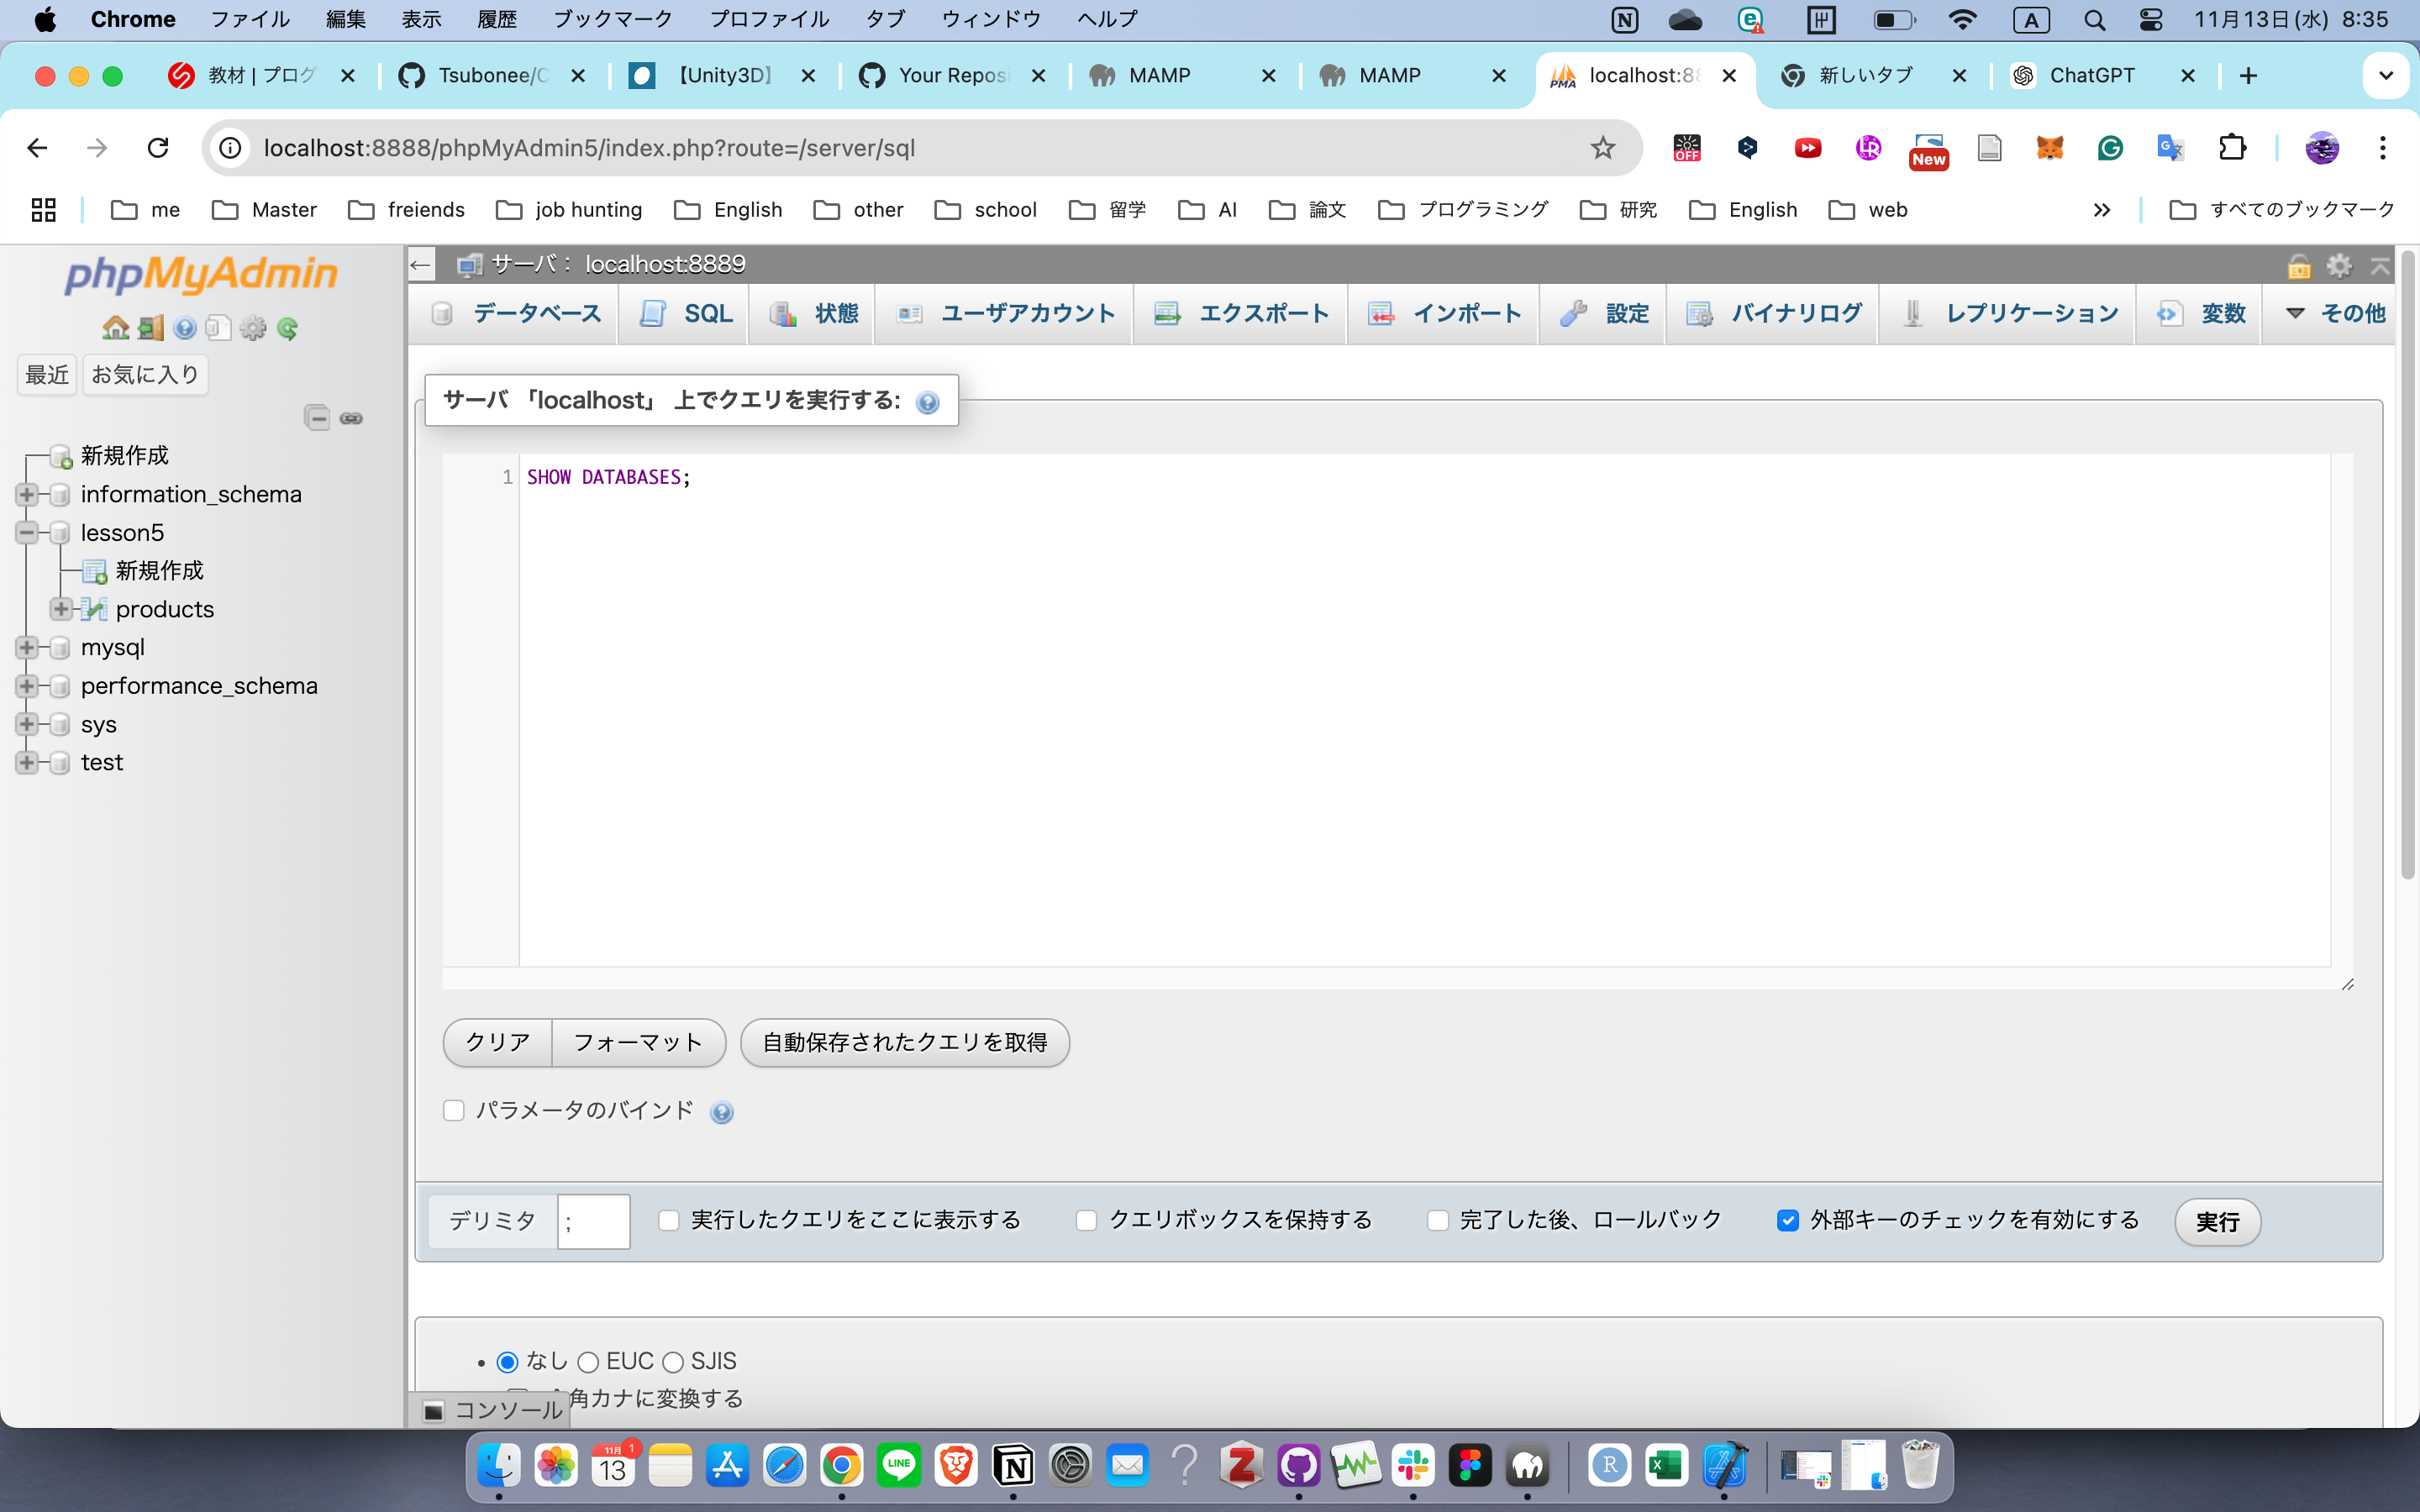 Chrome ファイル 編集 表示 履歴 ブックマーク プロファイル タブ ウィンドウ ヘルプ A 11月13日(水) 8:35
教材 | プログ Tsubonee/C 【Unity3D】 Your Reposi MAMP MAMP localhost:88 新しいタブ ChatGPT
localhost:8888/phpMyAdmin5/index.php?route=/server/sql OFF New
me Master freiends job hunting English other school 留学 AI 論文 プログラミング 研究 English web すべてのブックマーク
phpMyAdmin
最近 お気に入り
新規作成
information_schema
lesson5
新規作成
products
mysql
performance_schema
sys
test
サーバ： localhost:8889
データベース SQL 状態 ユーザアカウント エクスポート インポート 設定 バイナリログ レプリケーション 変数 その他
サーバ 「localhost」 上でクエリを実行する:
1 SHOW DATABASES;
クリア フォーマット 自動保存されたクエリを取得
パラメータのバインド
デリミタ ; 実行したクエリをここに表示する クエリボックスを保持する 完了した後、ロールバック 外部キーのチェックを有効にする 実行
なし EUC SJIS
角カナに変換する
コンソール
11月 13 1 LINE